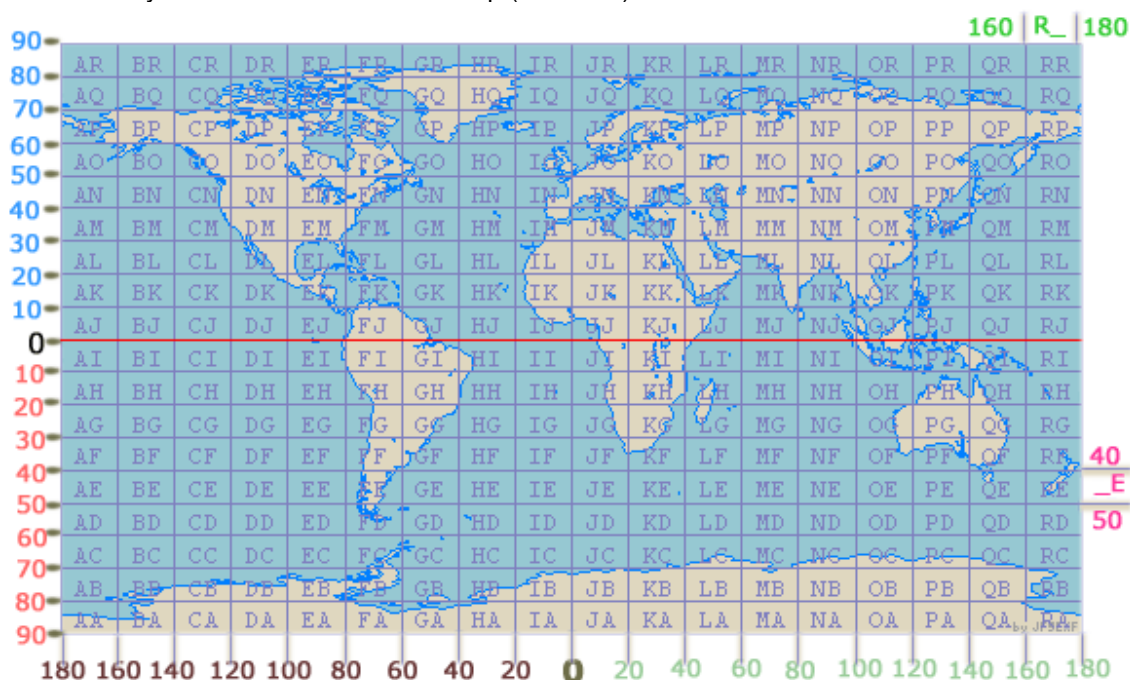 160 R_ 180
90
AR BR CR DR ER FR GR HR IR JR KR LR MR NR OR PR QR RR
80
AQ BQ CQ DQ EQ FQ GQ HQ IQ JQ KQ LQ MQ NQ OQ PQ QQ RQ
70
AP BP CP DP EP FP GP HP IP JP KP LP MP NP OP PP QP RP
60
AO BO CO DO EO FO GO HO IO JO KO LO MO NO OO PO QO RO
50
AN BN CN DN EN FN GN HN IN JN KN LN MN NN ON PN QN RN
40
AM BM CM DM EM FM GM HM IM JM KM LM MM NM OM PM QM RM
30
AL BL CL DL EL FL GL HL IL JL KL LL ML NL OL PL QL RL
20
AK BK CK DK EK FK GK HK IK JK KK LK MK NK OK PK QK RK
10
AJ BJ CJ DJ EJ FJ GJ HJ IJ JJ KJ LJ MJ NJ OJ PJ QJ RJ
0
AI BI CI DI EI FI GI HI II JI KI LI MI NI OI PI QI RI
10
AH BH CH DH EH FH GH HH IH JH KH LH MH NH OH PH QH RH
20
AG BG CG DG EG FG GG HG IG JG KG LG MG NG OG PG QG RG
30
AF BF CF DF EF FF GF HF IF JF KF LF MF NF OF PF QF RF
40 40
AE BE CE DE EE FE GE HE IE JE KE LE ME NE OE PE QE RE _E
50 50
AD BD CD DD ED FD GD HD ID JD KD LD MD ND OD PD QD RD
60
AC BC CC DC EC FC GC HC IC JC KC LC MC NC OC PC QC RC
70
AB BB CB DB EB FB GB HB IB JB KB LB MB NB OB PB QB RB
80
AA BA CA DA EA FA GA HA IA JA KA LA MA NA OA PA QA RA
90
180 160 140 120 100 80 60 40 20 0 20 40 60 80 100 120 140 160 180